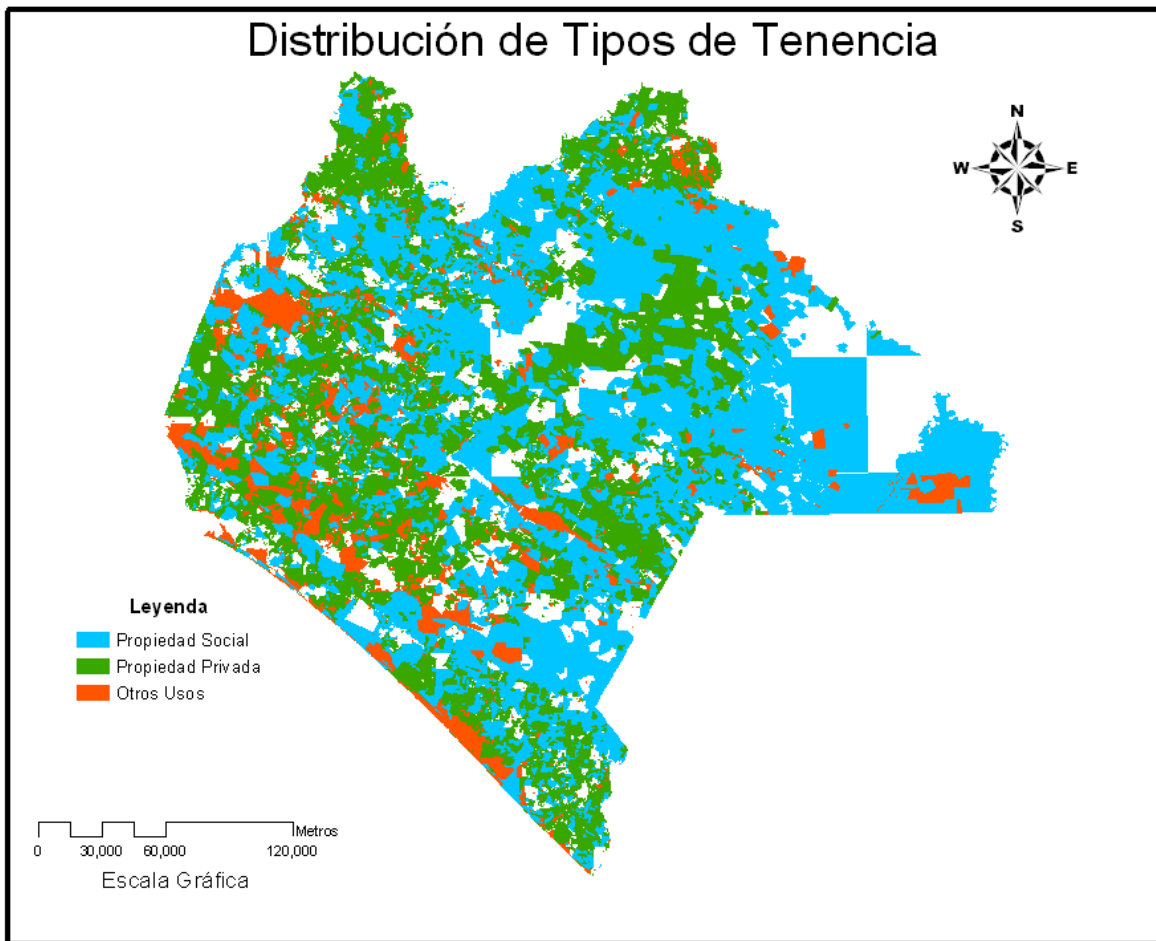 Distribución de Tipos de Tenencia
N
W
E
S
Leyenda
Propiedad Social
Propiedad Privada
Otros Usos
Metros
0 30,000 60,000 120,000
Escala Gráfica